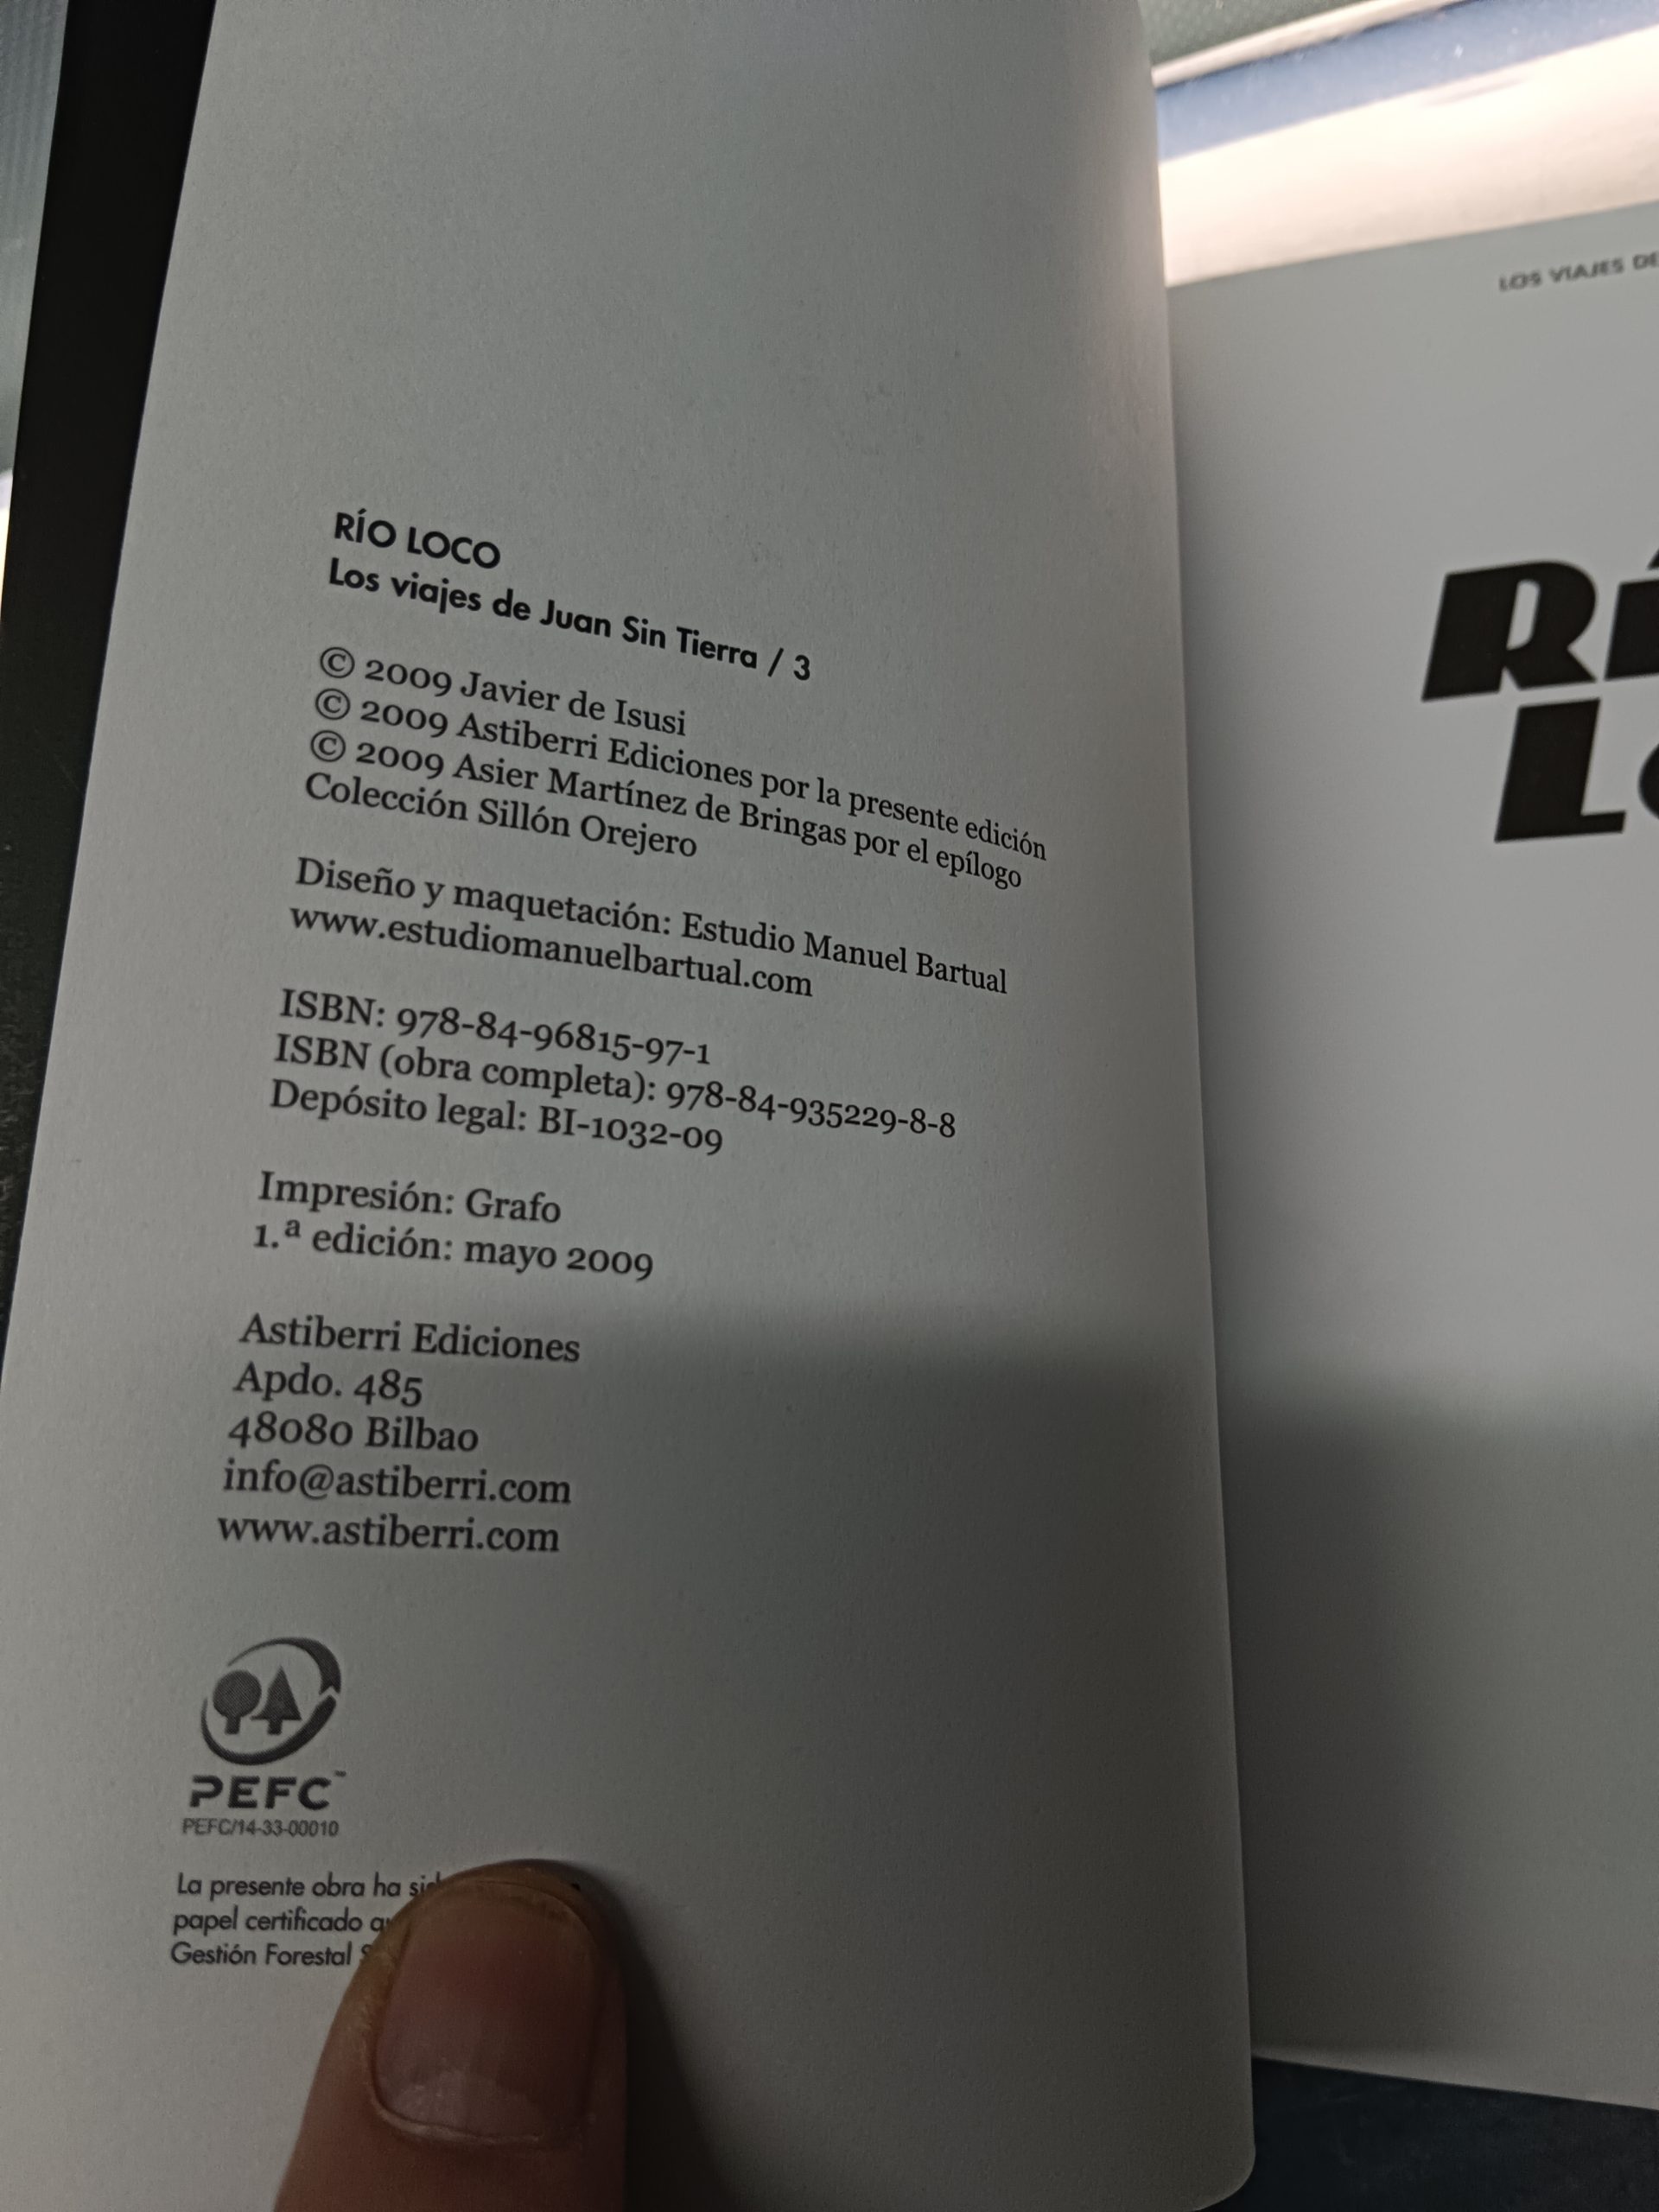 RÍO LOCO
Los viajes de Juan Sin Tierra / 3
© 2009 Javier de Isusi
© 2009 Astiberri Ediciones por la presente edición
© 2009 Asier Martínez de Bringas por el epílogo
Colección Sillón Orejero
Diseño y maquetación: Estudio Manuel Bartual
www.estudiomanuelbartual.com
ISBN: 978-84-96815-97-1
ISBN (obra completa): 978-84-935229-8-8
Depósito legal: BI-1032-09
Impresión: Grafo
1.ª edición: mayo 2009
Astiberri Ediciones
Apdo. 485
48080 Bilbao
info@astiberri.com
www.astiberri.com
PEFC™
PEFC/14-33-00010
La presente obra ha
papel certificado
Gestión Forestal
LOS VIAJES DE